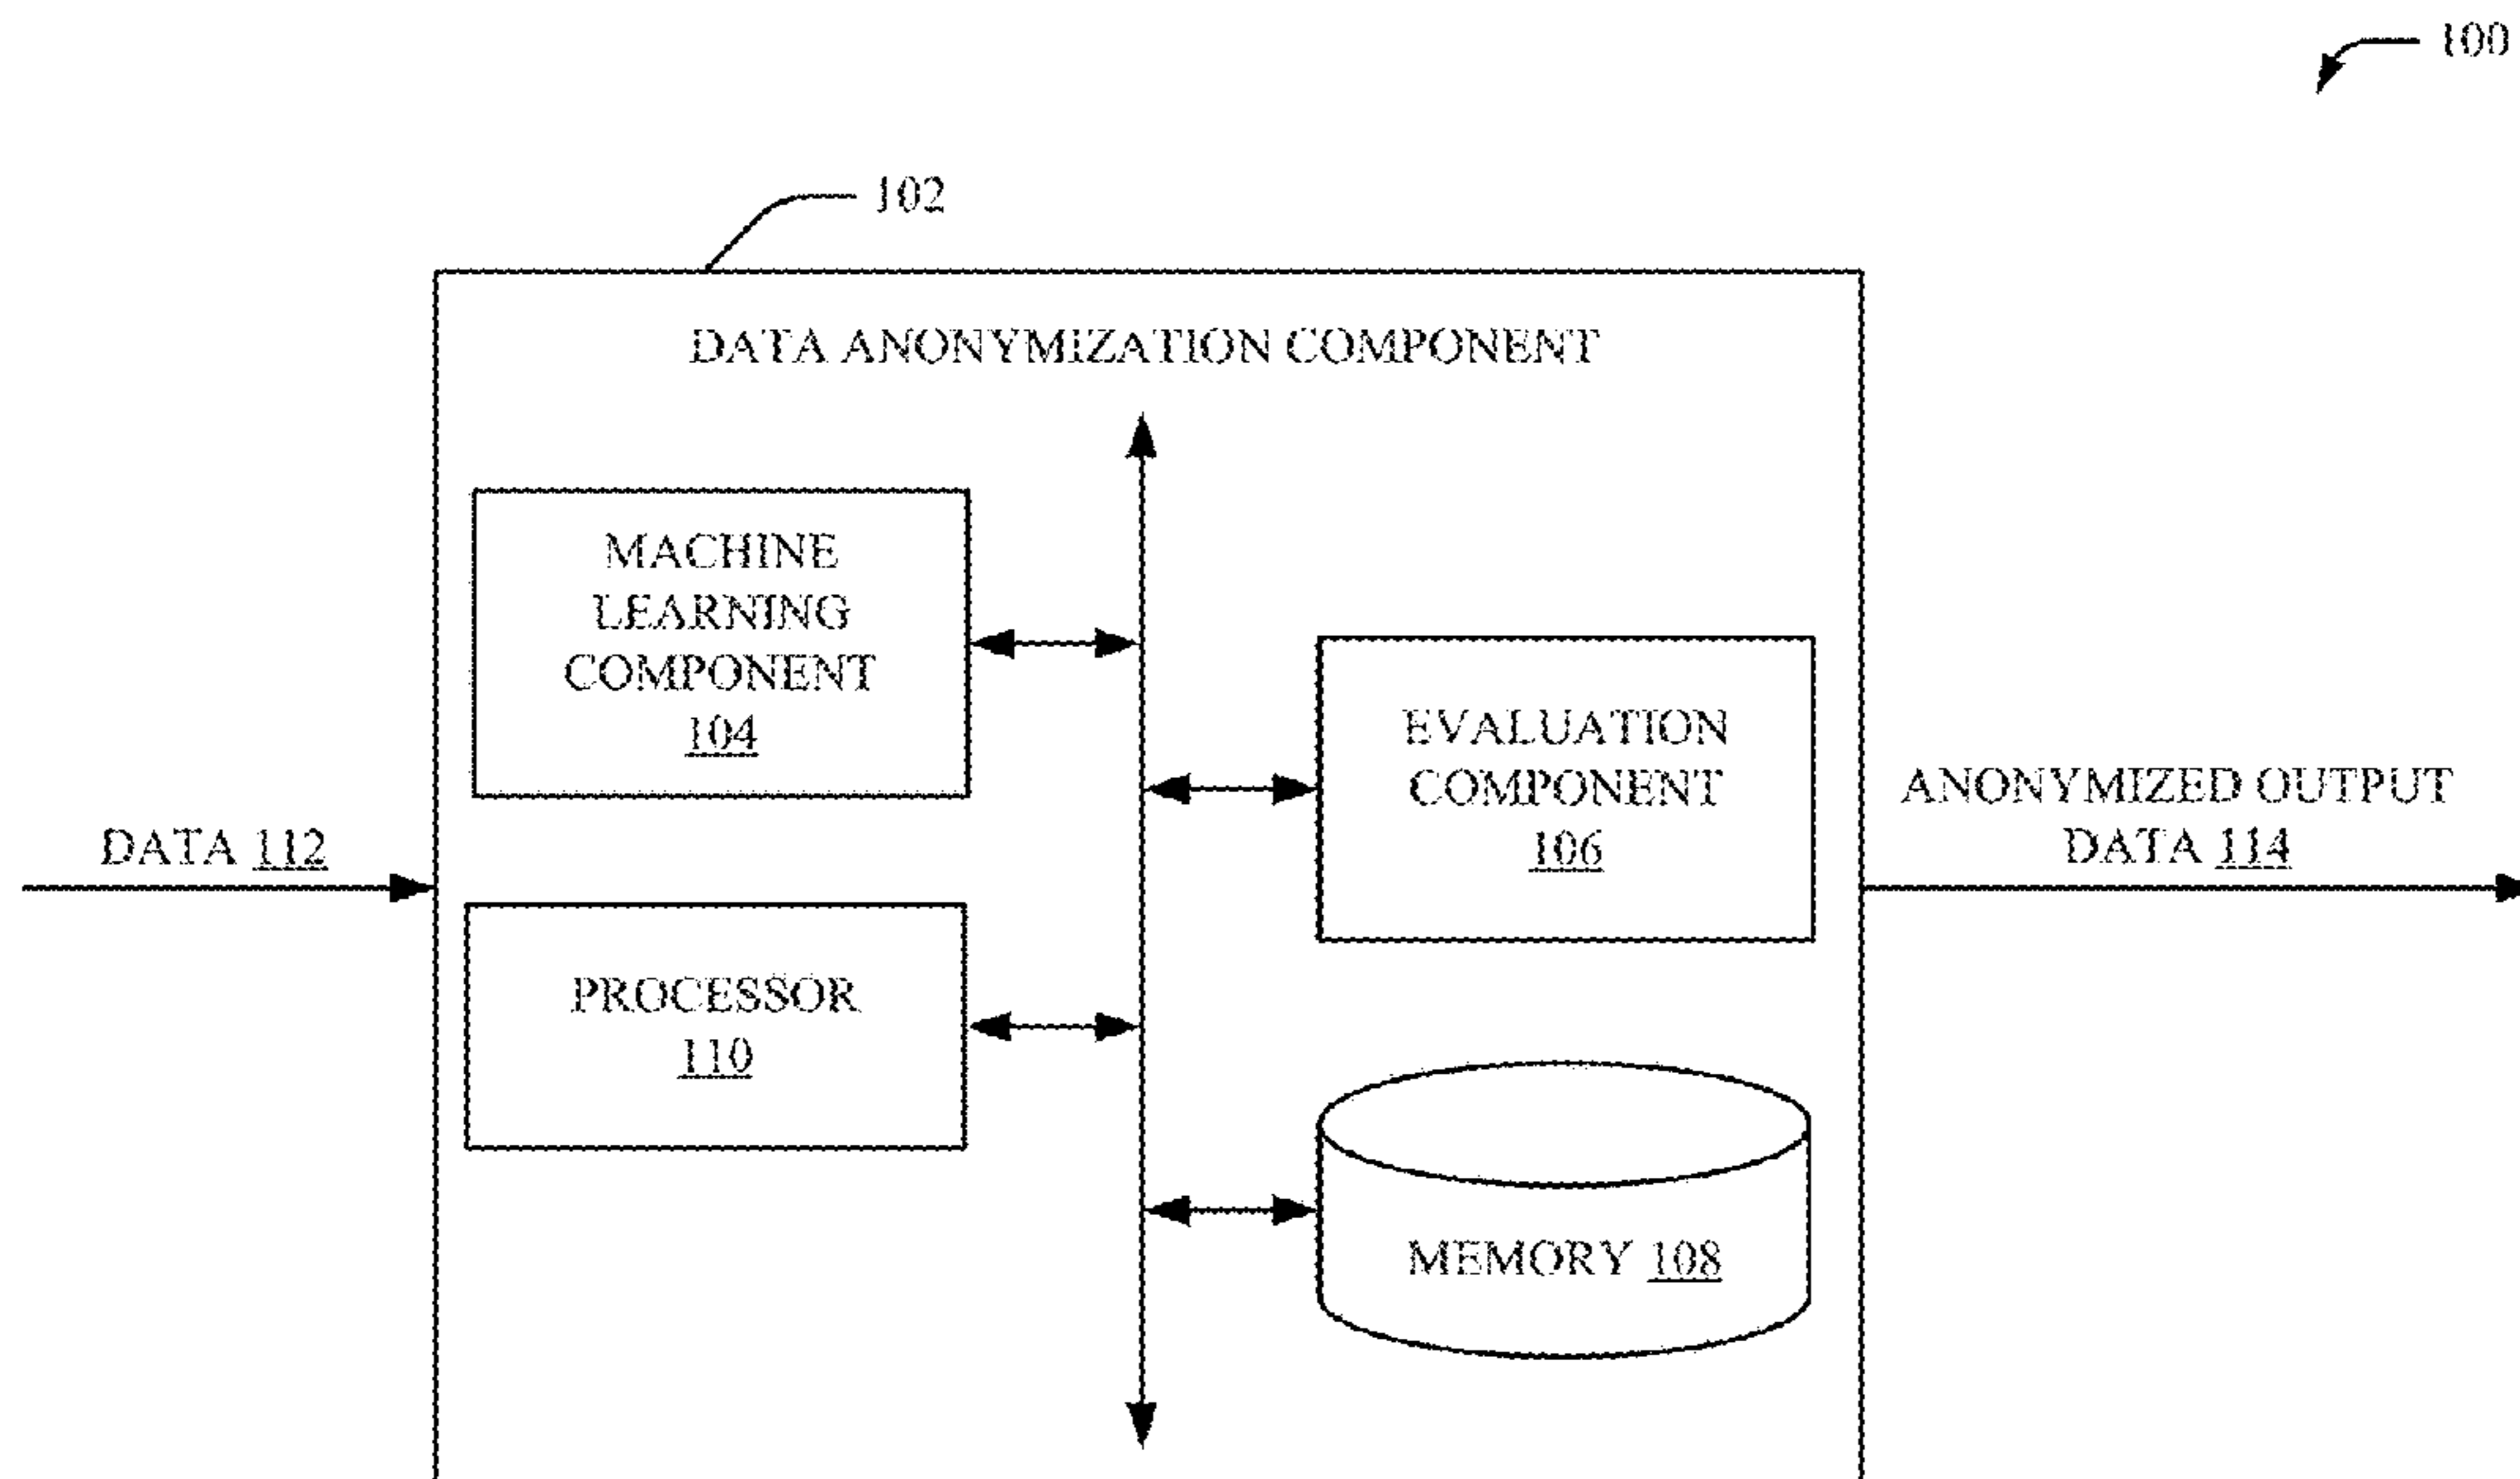 100
102
DATA ANONYMIZATION COMPONENT
MACHINE
LEARNING
COMPONENT
104
EVALUATION
COMPONENT
106
ANONYMIZED OUTPUT
DATA 114
DATA 112
PROCESSOR
110
MEMORY 108